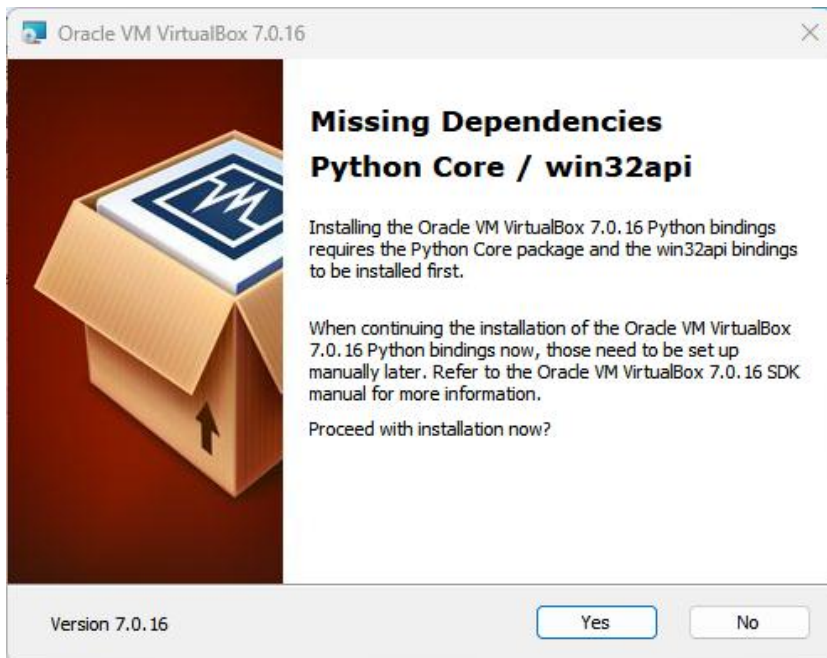 Oracle VM VirtualBox 7.0.16
Missing Dependencies
Python Core / win32api
Installing the Oracle VM VirtualBox 7.0.16 Python bindings
requires the Python Core package and the win32api bindings
to be installed first.
When continuing the installation of the Oracle VM VirtualBox
7.0.16 Python bindings now, those need to be set up
manually later. Refer to the Oracle VM VirtualBox 7.0.16 SDK
manual for more information.
Proceed with installation now?
Version 7.0.16
Yes
No